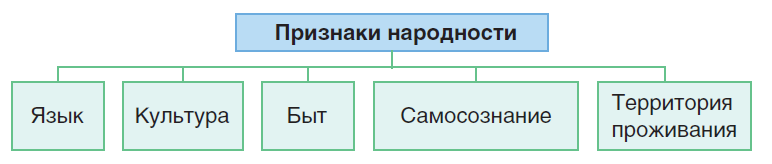 Признаки народности
Язык
Культура
Быт
Самосознание
Территория
проживания